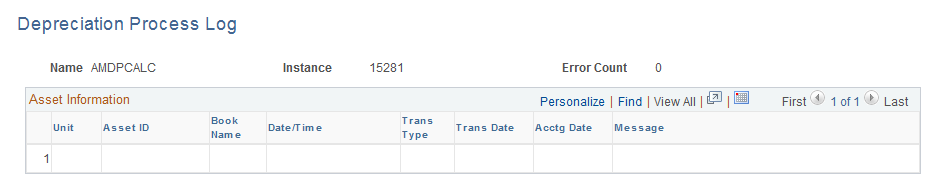 Depreciation Process Log
Name AMDPCALC Instance 15281 Error Count 0
Asset Information Personalize | Find | View All | | First 1 of 1 Last
Unit Asset ID Book Name Date/Time Trans Type Trans Date Acctg Date Message
1